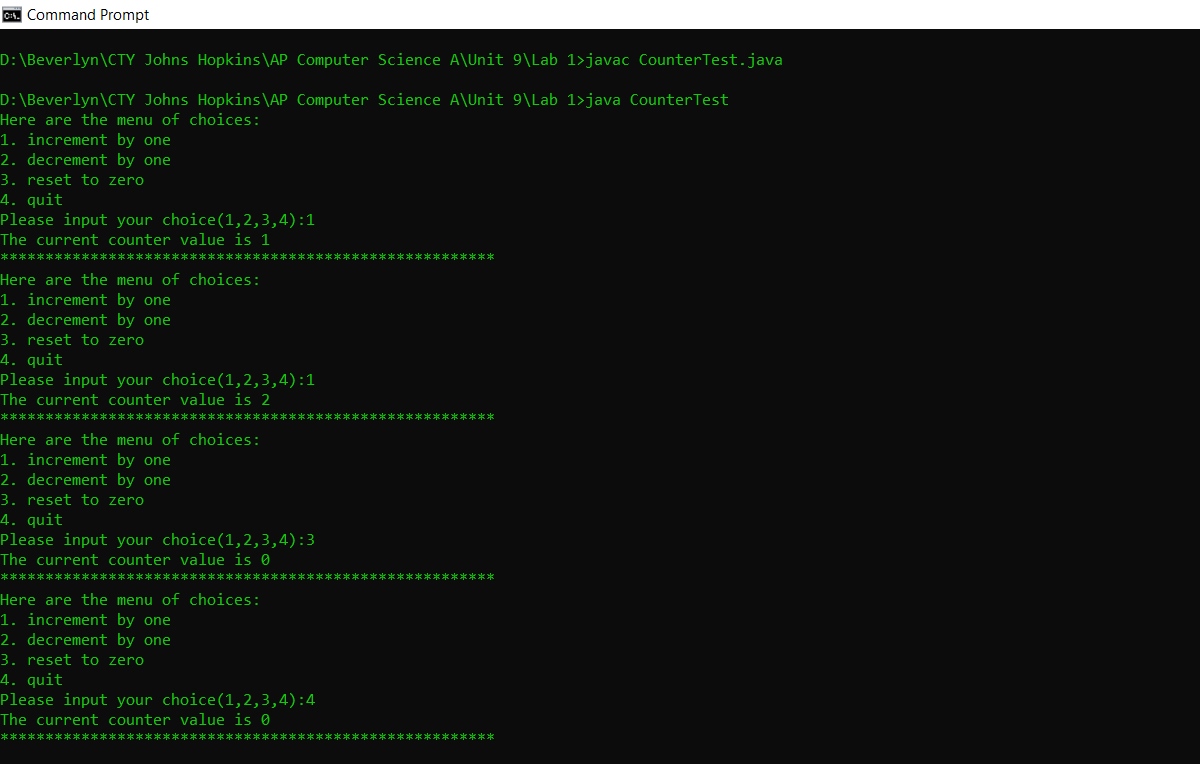 Command Prompt
D:\Beverlyn\CTY Johns Hopkins\AP Computer Science A\Unit 9\Lab 1>javac CounterTest.java
D:\Beverlyn\CTY Johns Hopkins\AP Computer Science A\Unit 9\Lab 1>java CounterTest
Here are the menu of choices:
1. increment by one
2. decrement by one
3. reset to zero
4. quit
Please input your choice(1,2,3,4):1
The current counter value is 1
*******************************************************
Here are the menu of choices:
1. increment by one
2. decrement by one
3. reset to zero
4. quit
Please input your choice(1,2,3,4):1
The current counter value is 2
*******************************************************
Here are the menu of choices:
1. increment by one
2. decrement by one
3. reset to zero
4. quit
Please input your choice(1,2,3,4):3
The current counter value is 0
*******************************************************
Here are the menu of choices:
1. increment by one
2. decrement by one
3. reset to zero
4. quit
Please input your choice(1,2,3,4):4
The current counter value is 0
*******************************************************